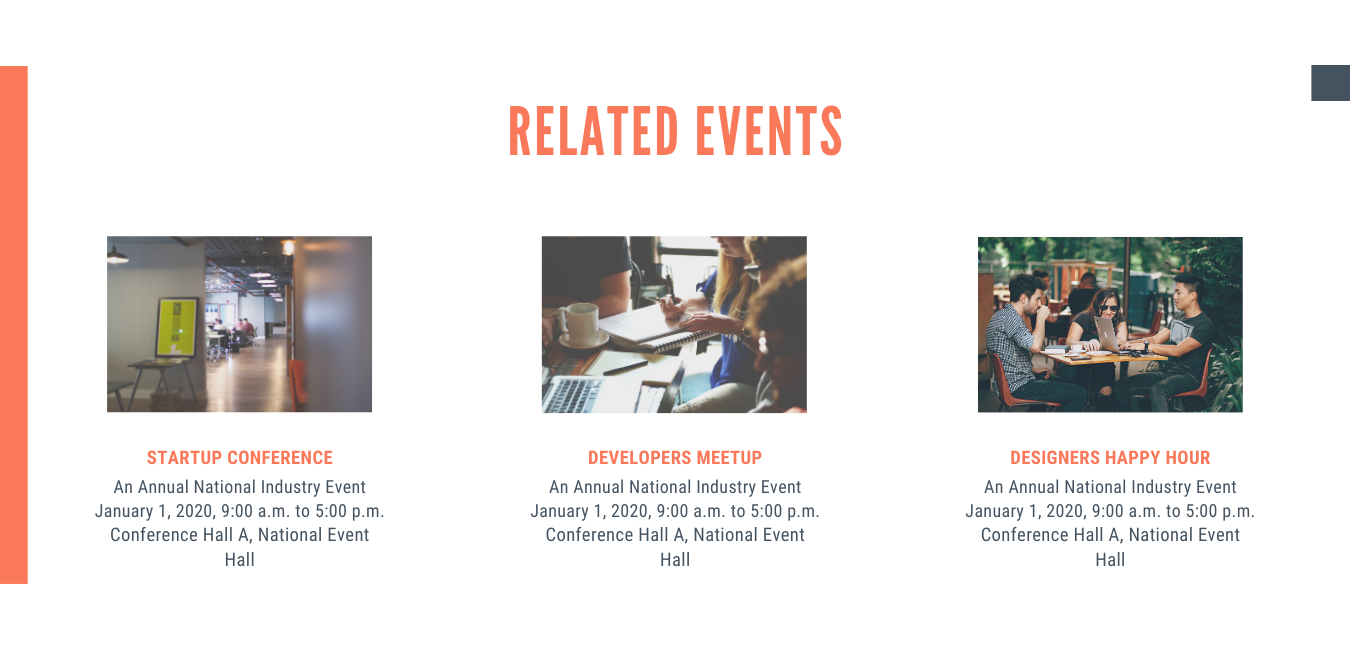 RELATED EVENTS
STARTUP CONFERENCE
An Annual National Industry Event
January 1, 2020, 9:00 a.m. to 5:00 p.m.
Conference Hall A, National Event
Hall
DEVELOPERS MEETUP
An Annual National Industry Event
January 1, 2020, 9:00 a.m. to 5:00 p.m.
Conference Hall A, National Event
Hall
DESIGNERS HAPPY HOUR
An Annual National Industry Event
January 1, 2020, 9:00 a.m. to 5:00 p.m.
Conference Hall A, National Event
Hall